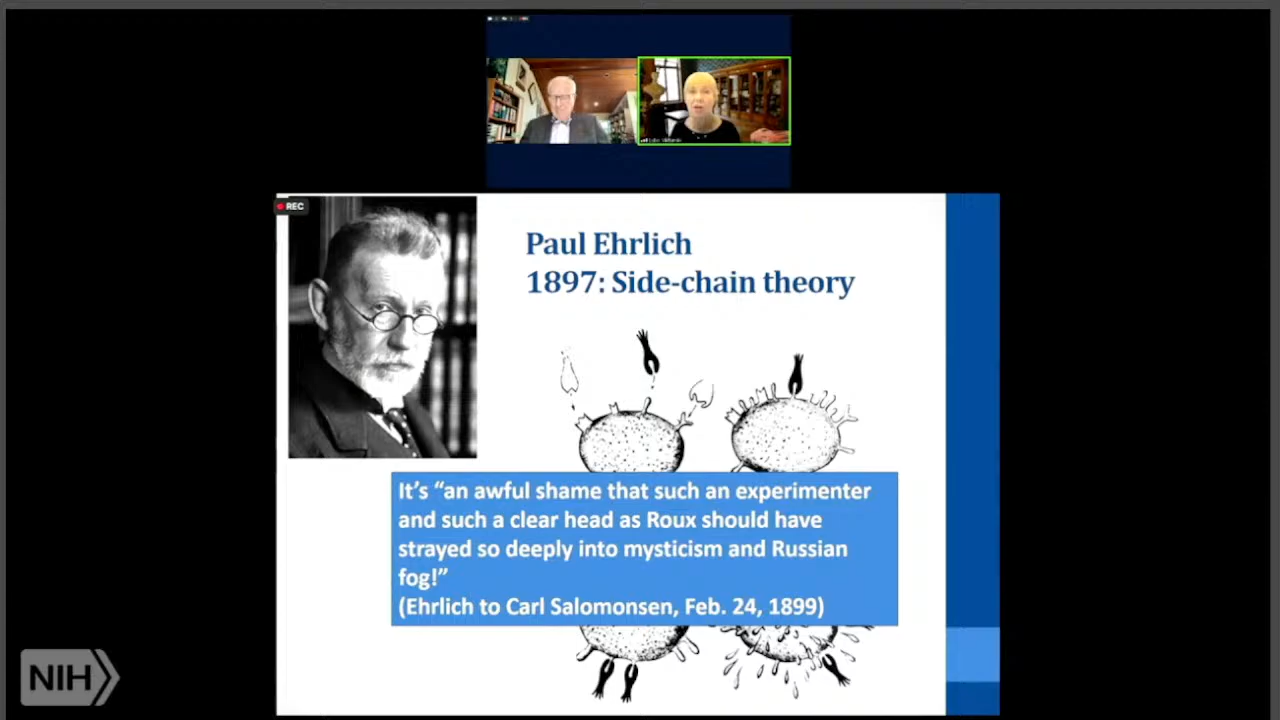 REC
Paul Ehrlich
1897: Side-chain theory
It's “an awful shame that such an experimenter
and such a clear head as Roux should have
strayed so deeply into mysticism and Russian
fog!”
(Ehrlich to Carl Salomonsen, Feb. 24, 1899)
NIH